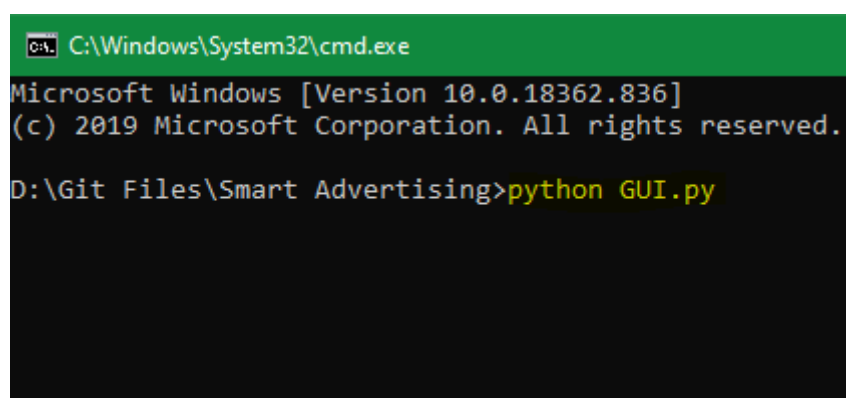 C:\Windows\System32\cmd.exe
Microsoft Windows [Version 10.0.18362.836]
(c) 2019 Microsoft Corporation. All rights reserved.
D:\Git Files\Smart Advertising>python GUI.py